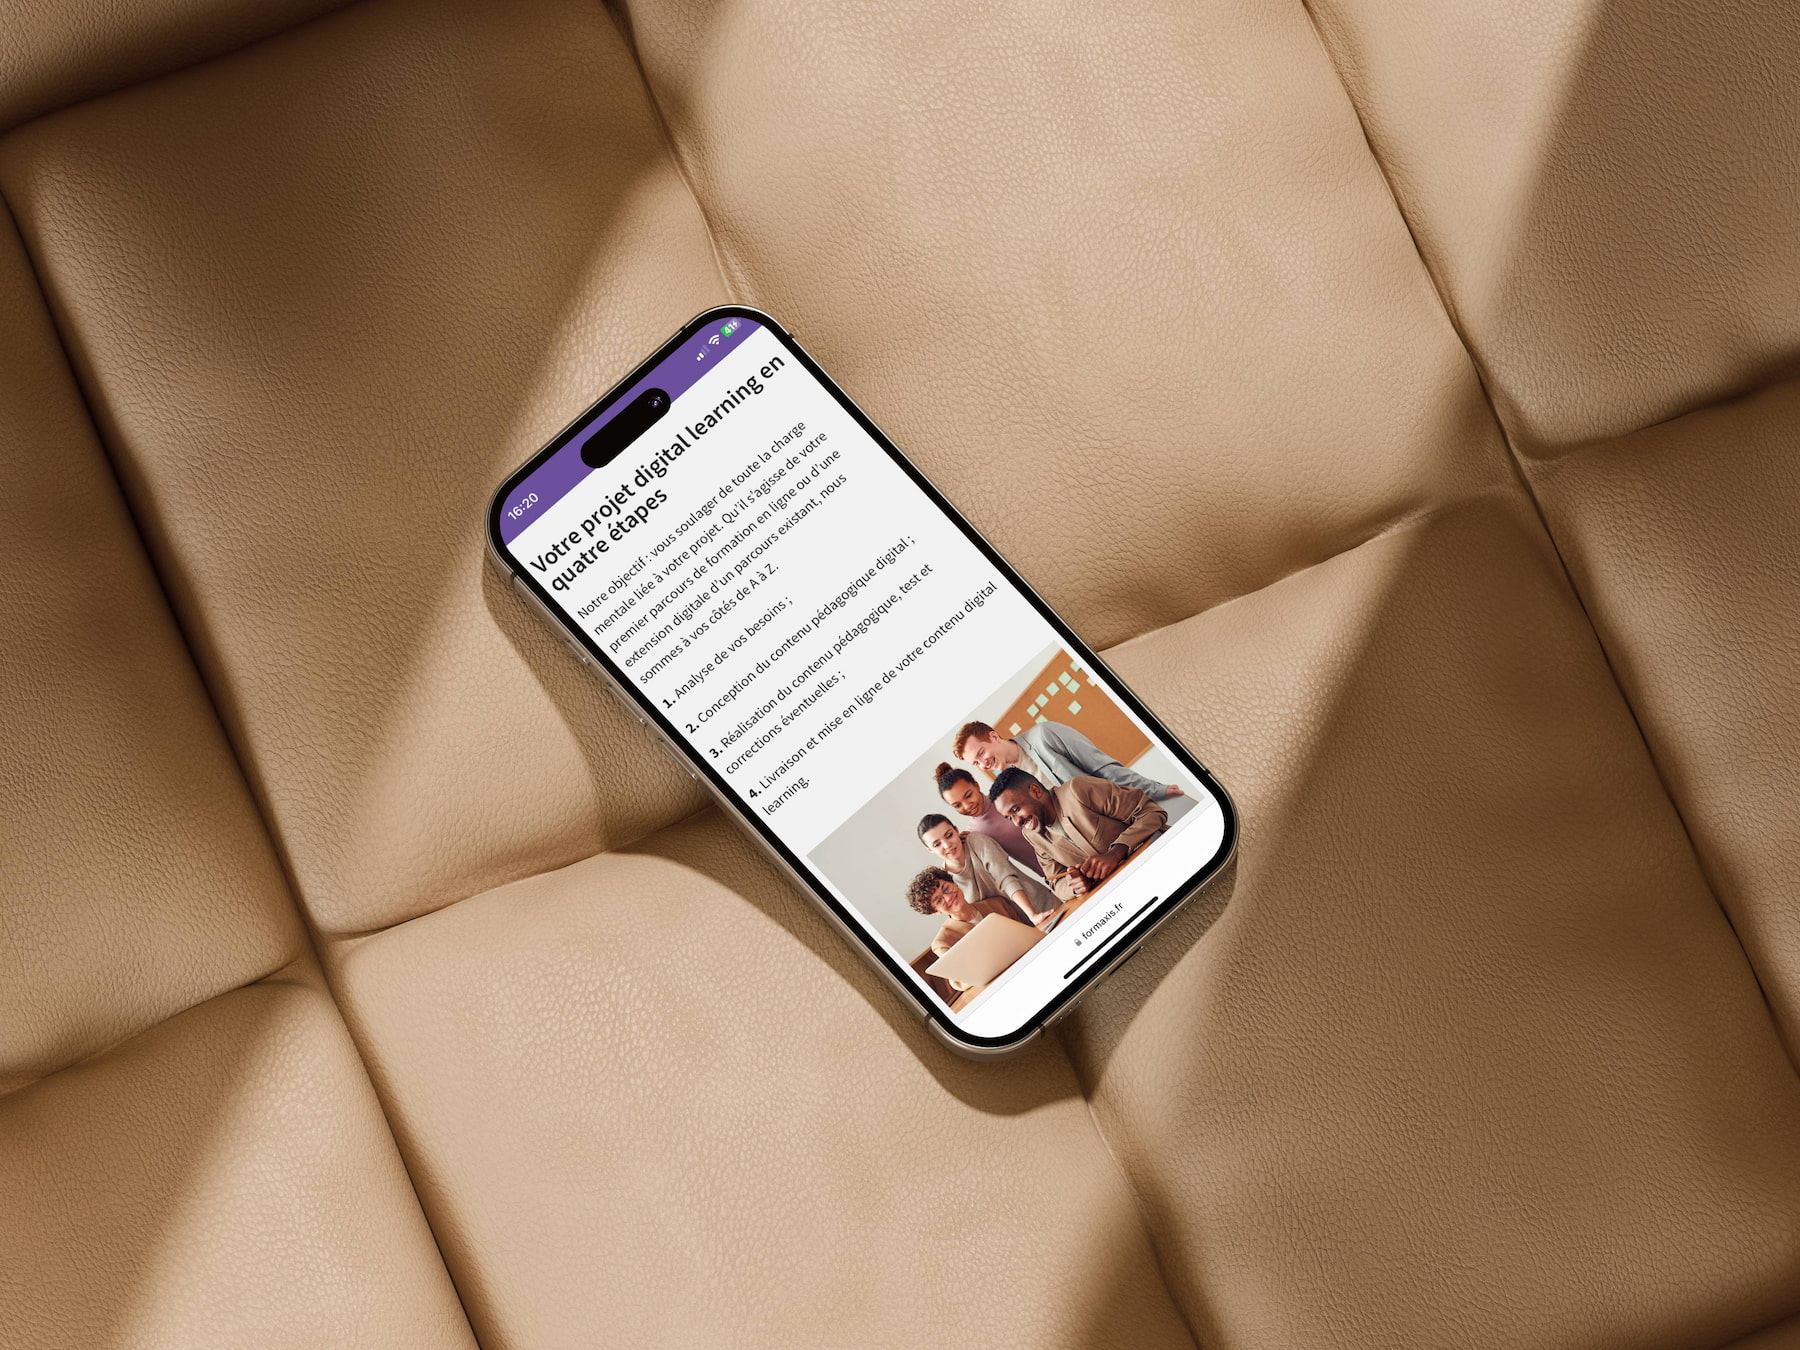 16:20
41
Votre projet digital learning en
quatre étapes
Notre objectif : vous soulager de toute la charge
mentale liée à votre projet. Qu'il s'agisse de votre
premier parcours de formation en ligne ou d'une
extension digitale d'un parcours existant, nous
sommes à vos côtés de A à Z.
1. Analyse de vos besoins ;
2. Conception du contenu pédagogique digital ;
3. Réalisation du contenu pédagogique, test et
corrections éventuelles ;
4. Livraison et mise en ligne de votre contenu digital
learning.
formaxis.fr